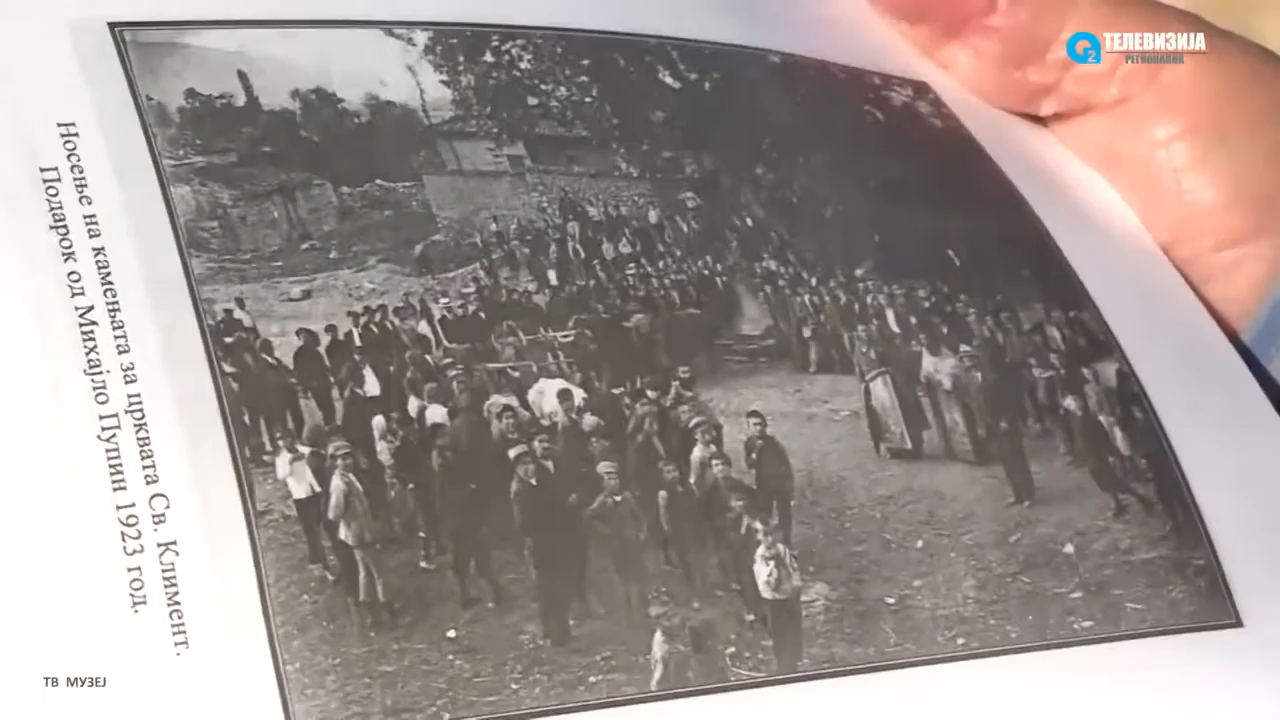 ТЕЛЕВИЗИЈА
РЕГИОНАЛНА
Носење на камењата за црквата Св. Климент.
Подарок од Михајло Пупин 1923 год.
ТВ МУЗЕЈ